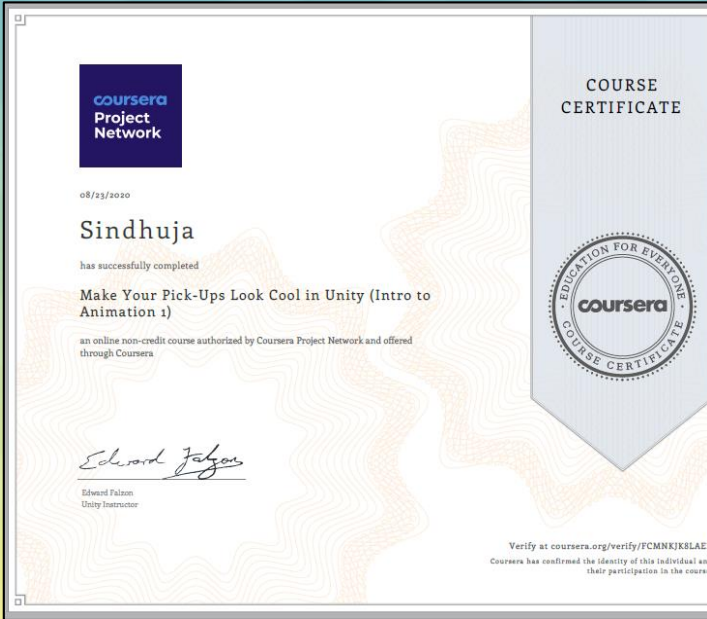 coursera
Project
Network
COURSE
CERTIFICATE
08/23/2020
Sindhuja
has successfully completed
Make Your Pick-Ups Look Cool in Unity (Intro to
Animation 1)
an online non-credit course authorized by Coursera Project Network and offered
through Coursera
EDUCATION FOR EVERYONE
coursera
COURSE CERTIFICATE
Edward Falzon
Edward Falzon
Unity Instructor
Verify at coursera.org/verify/FCMNKJK8LAE
Coursera has confirmed the identity of this individual an
their participation in the cours